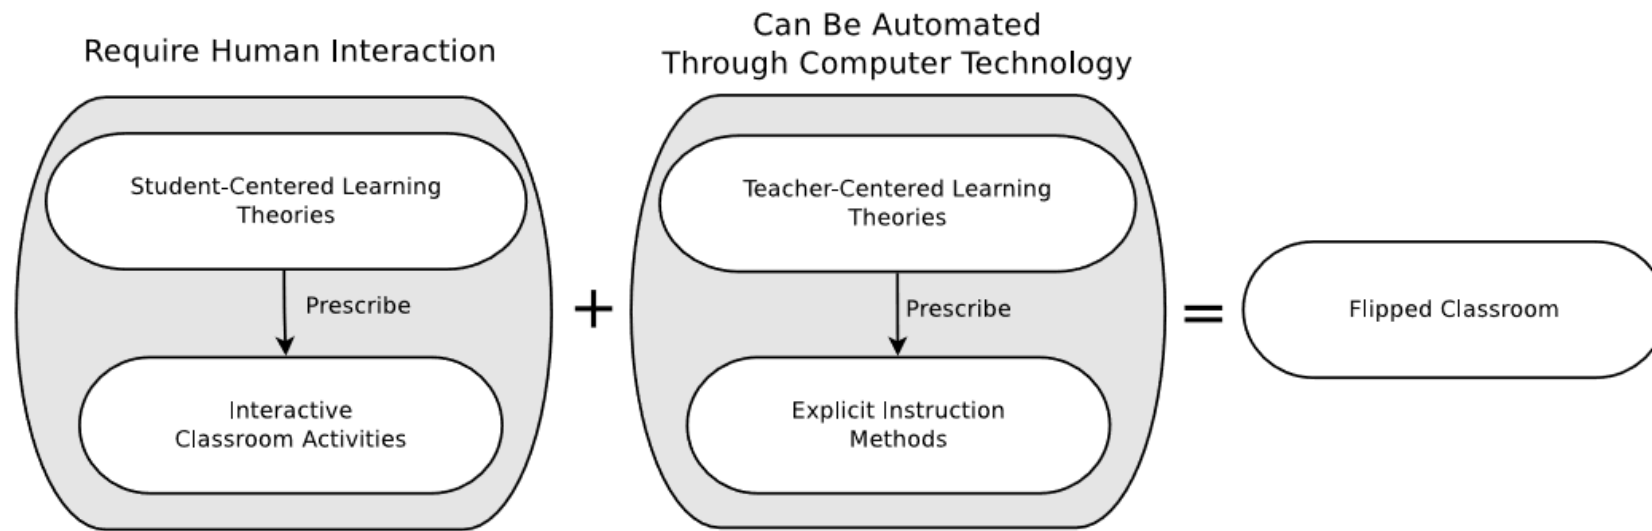 Require Human Interaction
Can Be Automated
Through Computer Technology
Student-Centered Learning
Theories
Prescribe
Interactive
Classroom Activities
+
Teacher-Centered Learning
Theories
Prescribe
Explicit Instruction
Methods
=
Flipped Classroom